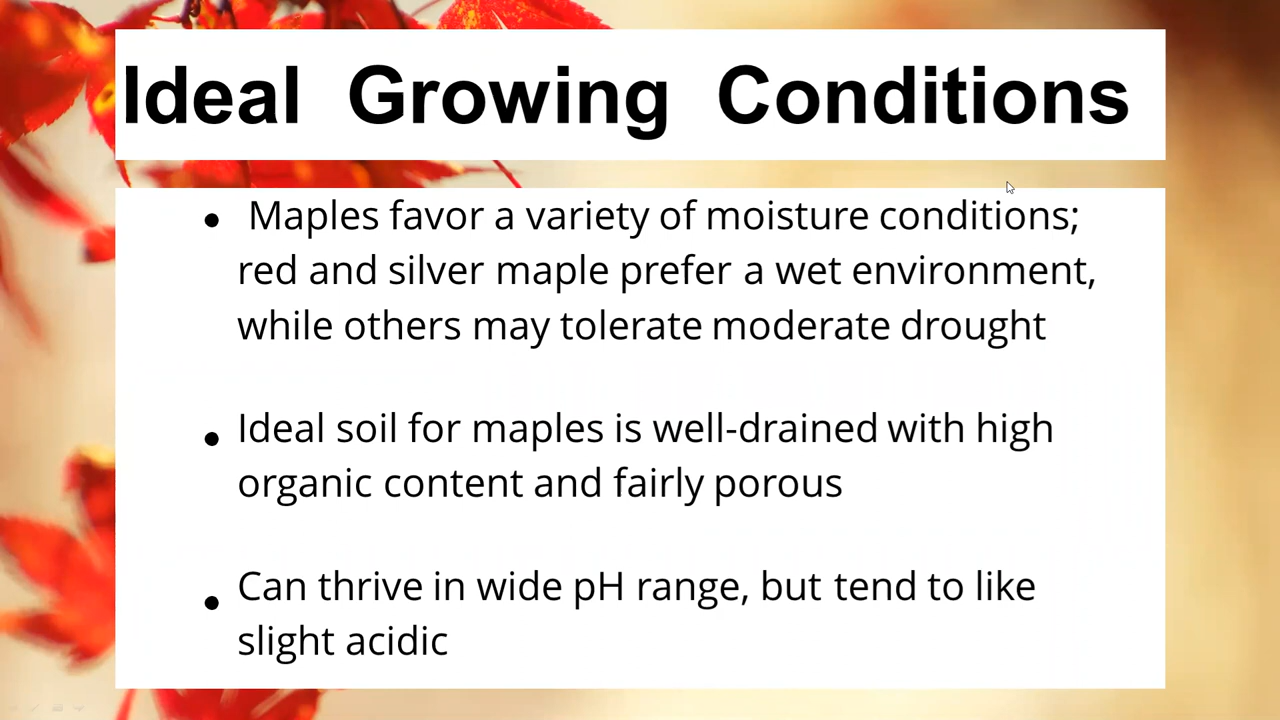 Ideal Growing Conditions
• Maples favor a variety of moisture conditions;
red and silver maple prefer a wet environment,
while others may tolerate moderate drought
• Ideal soil for maples is well-drained with high
organic content and fairly porous
• Can thrive in wide pH range, but tend to like
slight acidic